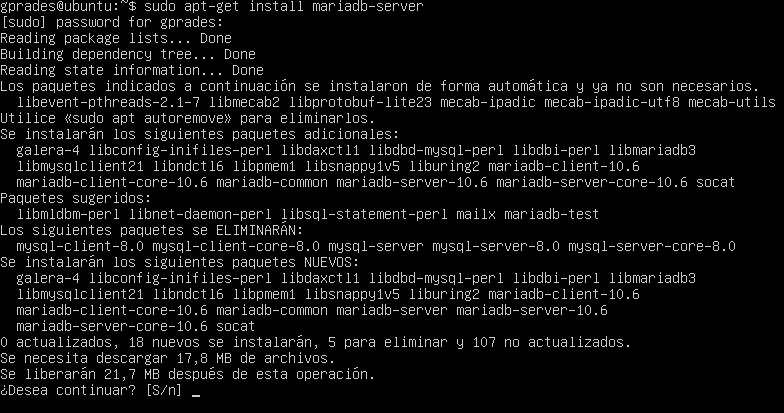 gprades@ubuntu:~$ sudo apt-get install mariadb-server
[sudo] password for gprades:
Reading package lists... Done
Building dependency tree... Done
Reading state information... Done
Los paquetes indicados a continuación se instalaron de forma automática y ya no son necesarios.
  libevent-pthreads-2.1-7 libmecab2 libprotobuf-lite23 mecab-ipadic mecab-ipadic-utf8 mecab-utils
Utilice «sudo apt autoremove» para eliminarlos.
Se instalarán los siguientes paquetes adicionales:
  galera-4 libconfig-inifiles-perl libdaxctl1 libdbd-mysql-perl libdbi-perl libmariadb3
  libmysqlclient21 libndctl6 libpmem1 libsnappy1v5 liburing2 mariadb-client-10.6
  mariadb-client-core-10.6 mariadb-common mariadb-server-10.6 mariadb-server-core-10.6 socat
Paquetes sugeridos:
  libmldbm-perl libnet-daemon-perl libsql-statement-perl mailx mariadb-test
Los siguientes paquetes se ELIMINARÁN:
  mysql-client-8.0 mysql-client-core-8.0 mysql-server mysql-server-8.0 mysql-server-core-8.0
Se instalarán los siguientes paquetes NUEVOS:
  galera-4 libconfig-inifiles-perl libdaxctl1 libdbd-mysql-perl libdbi-perl libmariadb3
  libmysqlclient21 libndctl6 libpmem1 libsnappy1v5 liburing2 mariadb-client-10.6
  mariadb-client-core-10.6 mariadb-common mariadb-server mariadb-server-10.6
  mariadb-server-core-10.6 socat
0 actualizados, 18 nuevos se instalarán, 5 para eliminar y 107 no actualizados.
Se necesita descargar 17,8 MB de archivos.
Se liberarán 21,7 MB después de esta operación.
¿Desea continuar? [S/n] _